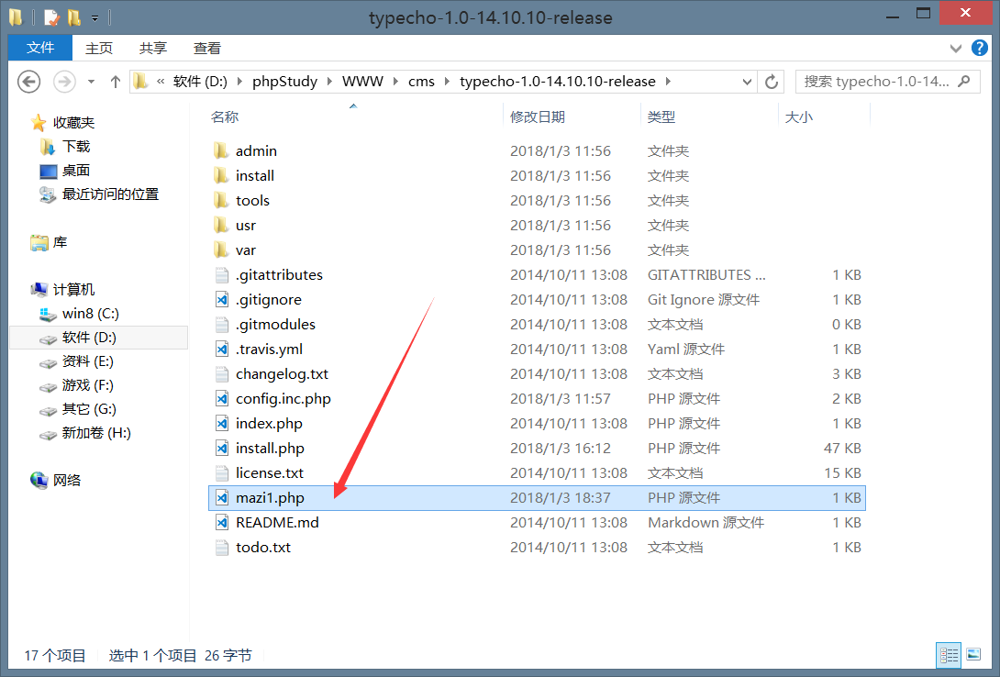 typecho-1.0-14.10.10-release
文件 主页 共享 查看
« 软件 (D:) phpStudy WWW cms typecho-1.0-14.10.10-release 搜索 typecho-1.0-14...
名称 修改日期 类型 大小
收藏夹
下载
桌面
最近访问的位置
库
计算机
win8 (C:)
软件 (D:)
资料 (E:)
游戏 (F:)
其它 (G:)
新加卷 (H:)
网络
admin 2018/1/3 11:56 文件夹
install 2018/1/3 11:56 文件夹
tools 2018/1/3 11:56 文件夹
usr 2018/1/3 11:56 文件夹
var 2018/1/3 11:56 文件夹
.gitattributes 2014/10/11 13:08 GITATTRIBUTES ... 1 KB
.gitignore 2014/10/11 13:08 Git Ignore 源文件 1 KB
.gitmodules 2014/10/11 13:08 文本文档 0 KB
.travis.yml 2014/10/11 13:08 Yaml 源文件 1 KB
changelog.txt 2014/10/11 13:08 文本文档 3 KB
config.inc.php 2018/1/3 11:57 PHP 源文件 2 KB
index.php 2014/10/11 13:08 PHP 源文件 1 KB
install.php 2018/1/3 16:12 PHP 源文件 47 KB
license.txt 2014/10/11 13:08 文本文档 15 KB
mazi1.php 2018/1/3 18:37 PHP 源文件 1 KB
README.md 2014/10/11 13:08 Markdown 源文件 1 KB
todo.txt 2014/10/11 13:08 文本文档 1 KB
17 个项目 选中 1 个项目 26 字节